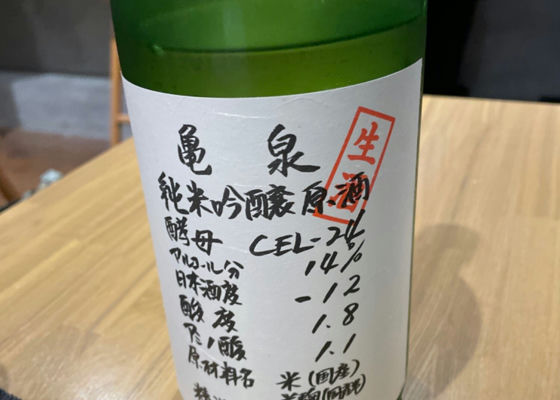 亀泉
生酒
純米吟醸原酒
酵母 CEL-24
アルコール分 14%
日本酒度 -12
酸度 1.8
アミノ酸 1.1
原材料名 米(国産)
米麹(国産